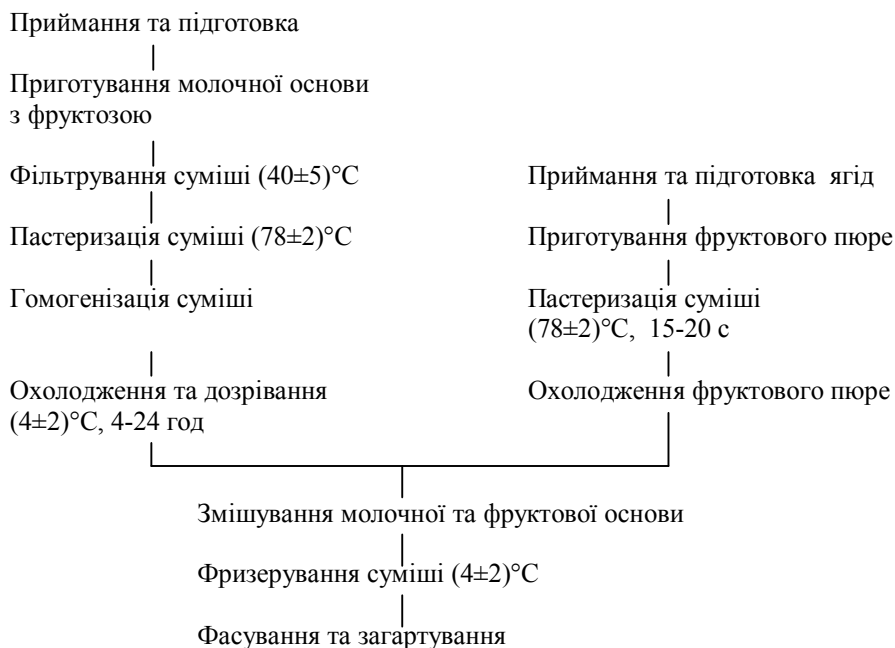 Приймання та підготовка
Приготування молочної основи
з фруктозою
Фільтрування суміші (40±5)°С
Пастеризація суміші (78±2)°С
Гомогенізація суміші
Охолодження та дозрівання
(4±2)°С, 4-24 год
Приймання та підготовка ягід
Приготування фруктового пюре
Пастеризація суміші
(78±2)°С, 15-20 с
Охолодження фруктового пюре
Змішування молочної та фруктової основи
Фризерування суміші (4±2)°С
Фасування та загартування